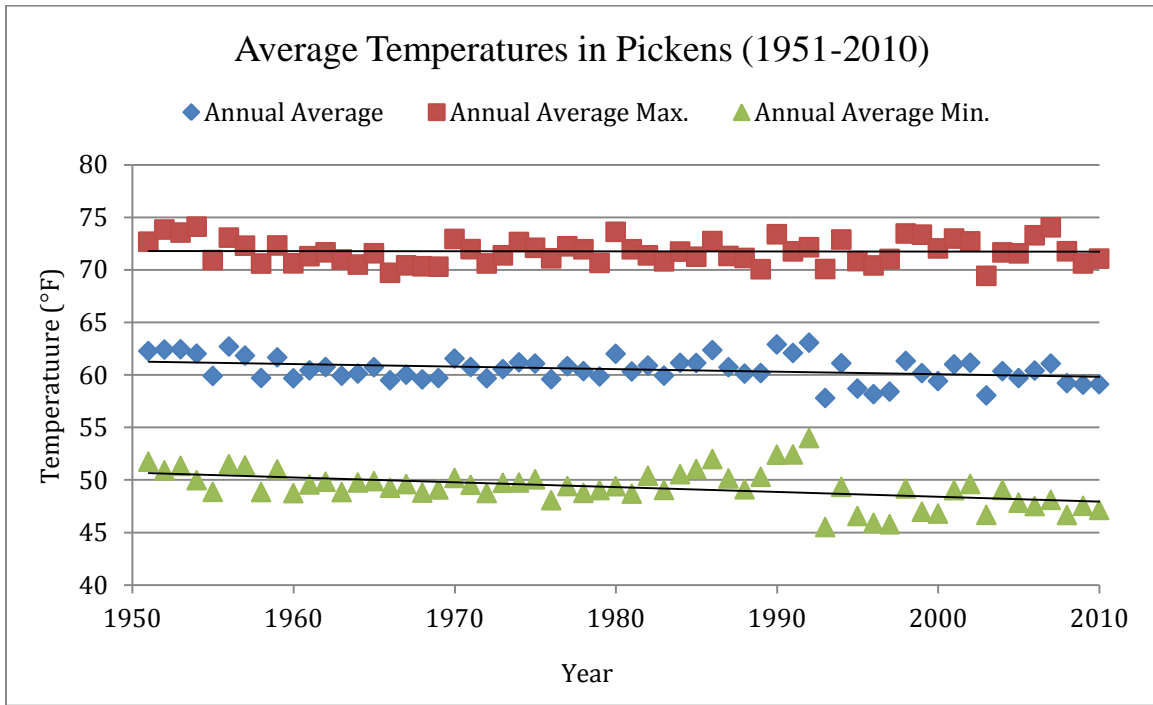 Average Temperatures in Pickens (1951-2010)
Annual Average Annual Average Max. Annual Average Min.
Temperatuure (°F)
80
75
70
65
60
55
50
45
40
1950 1960 1970 1980 1990 2000 2010
Year